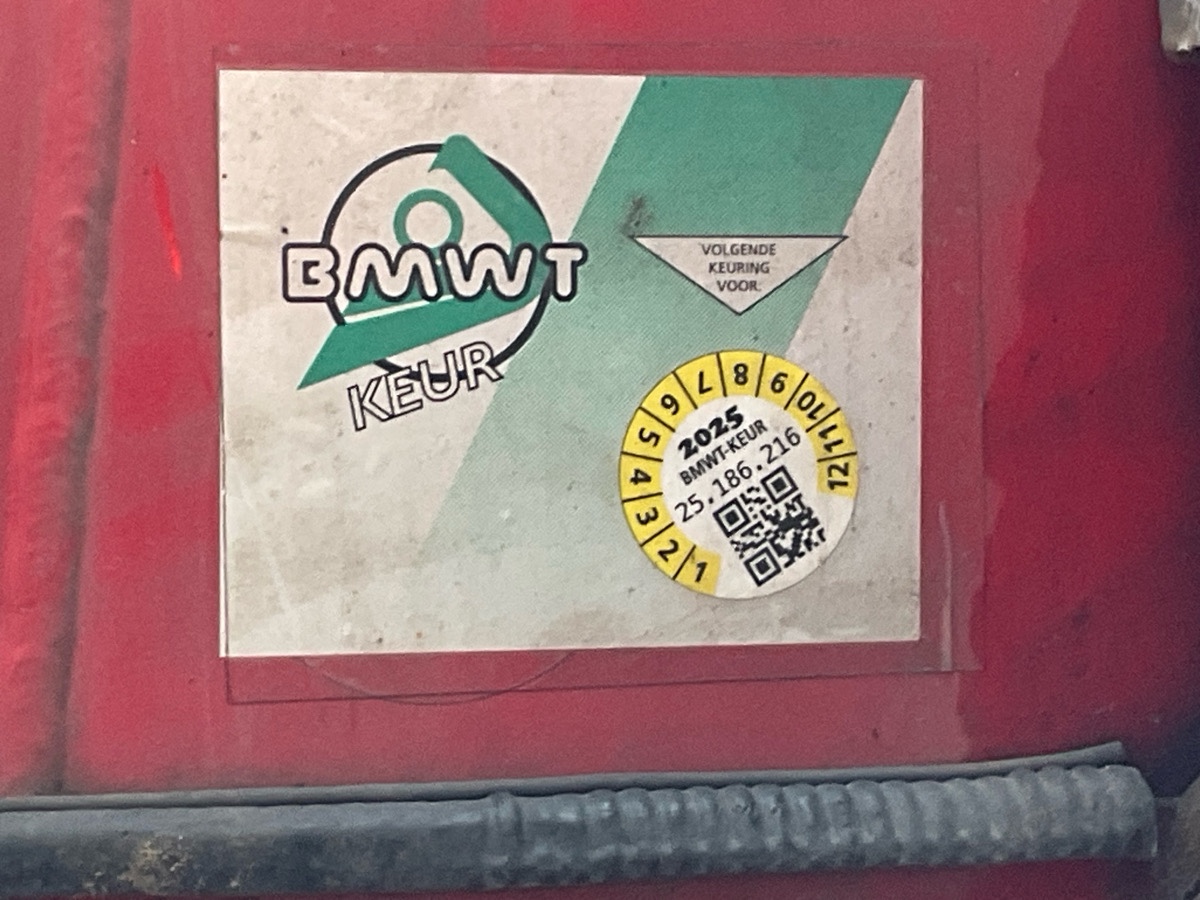 BMWT
KEUR
VOLGENDE
KEURING
VOOR:
1 2 3 4 5 6 7 8 9 10 11 12
2025
BMWT-KEUR
25.186.216